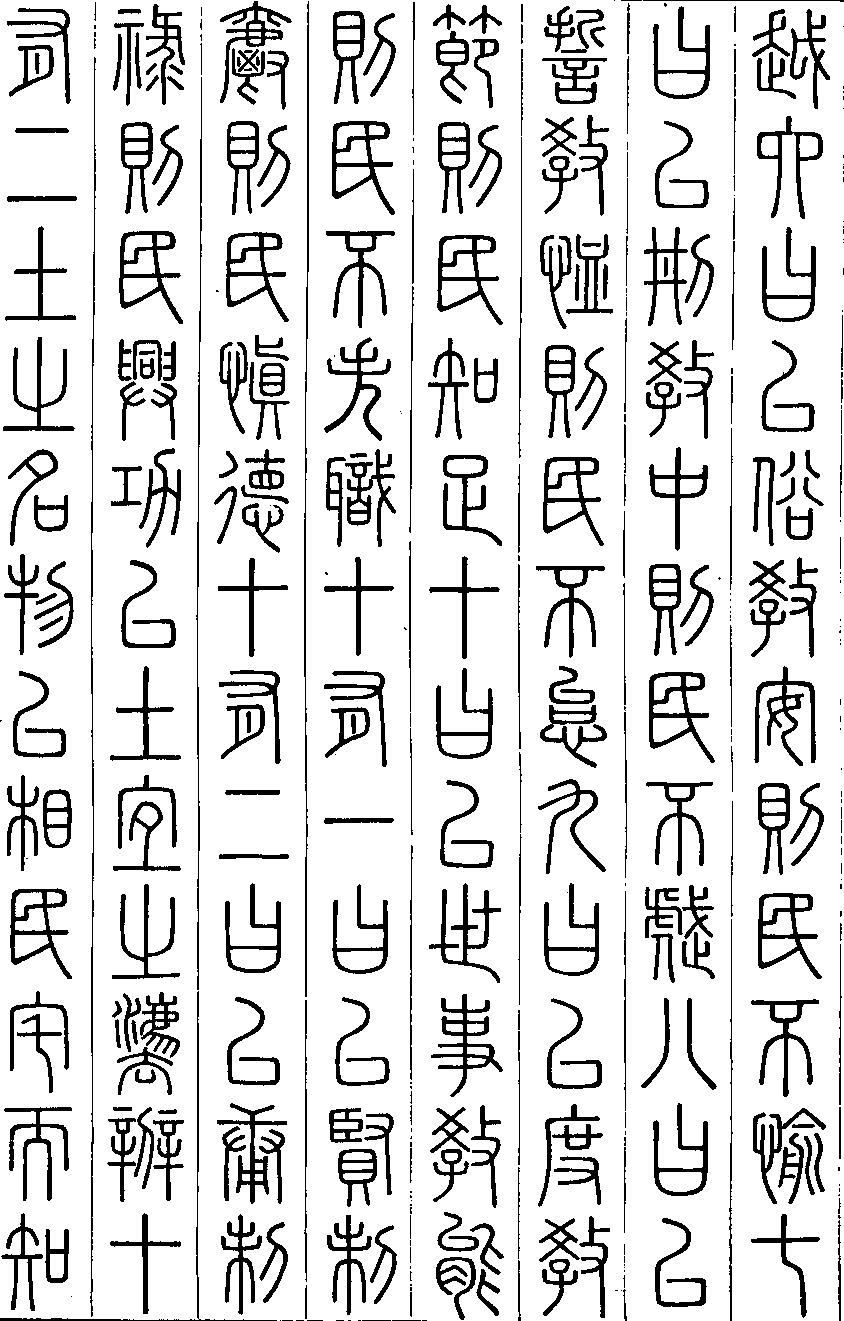 越六曰以俗教安則民不愉七
曰以刑教中則民不虣八曰以
誓教恤則民不怠九曰以度教
節則民知足十曰以世事教能
則民不失職十有一曰以賢制
爵則民慎德十有二曰以庸制
祿則民興功以土宜之灋辨十
有二土之名物以相民宅而知